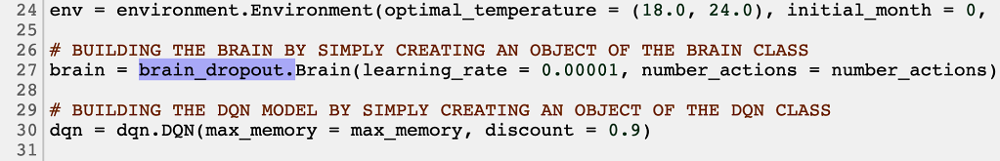 24 env = environment.Environment(optimal_temperature = (18.0, 24.0), initial_month = 0,
25
26 # BUILDING THE BRAIN BY SIMPLY CREATING AN OBJECT OF THE BRAIN CLASS
27 brain = brain_dropout.Brain(learning_rate = 0.00001, number_actions = number_actions)
28
29 # BUILDING THE DQN MODEL BY SIMPLY CREATING AN OBJECT OF THE DQN CLASS
30 dqn = dqn.DQN(max_memory = max_memory, discount = 0.9)
31